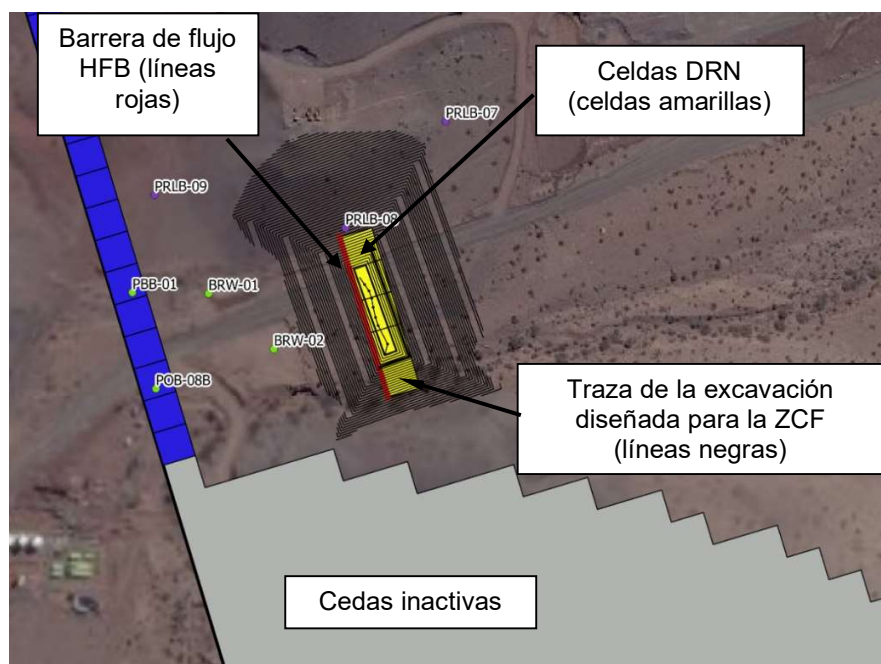 Barrera de flujo
HFB (líneas
rojas)
Celdas DRN
(celdas amarillas)
PRLB-07
PRLB-09
PRLB-08
PBB-01
BRW-01
BRW-02
POB-08B
Traza de la excavación
diseñada para la ZCF
(líneas negras)
Cedas inactivas